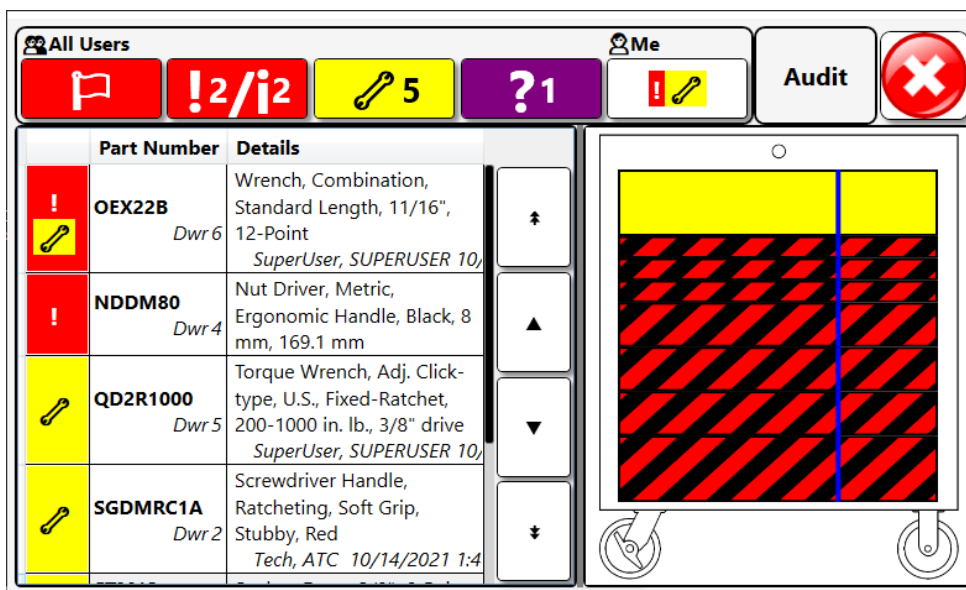 All Users
Me
!2/i2
5
?1
!
Audit
Part Number Details
!
OEX22B
Dwr 6
Wrench, Combination,
Standard Length, 11/16",
12-Point
SuperUser, SUPERUSER 10/
!
NDDM80
Dwr 4
Nut Driver, Metric,
Ergonomic Handle, Black, 8
mm, 169.1 mm
QD2R1000
Dwr 5
Torque Wrench, Adj. Click-
type, U.S., Fixed-Ratchet,
200-1000 in. lb., 3/8" drive
SuperUser, SUPERUSER 10/
SGDMRC1A
Dwr 2
Screwdriver Handle,
Ratcheting, Soft Grip,
Stubby, Red
Tech, ATC 10/14/2021 1:4